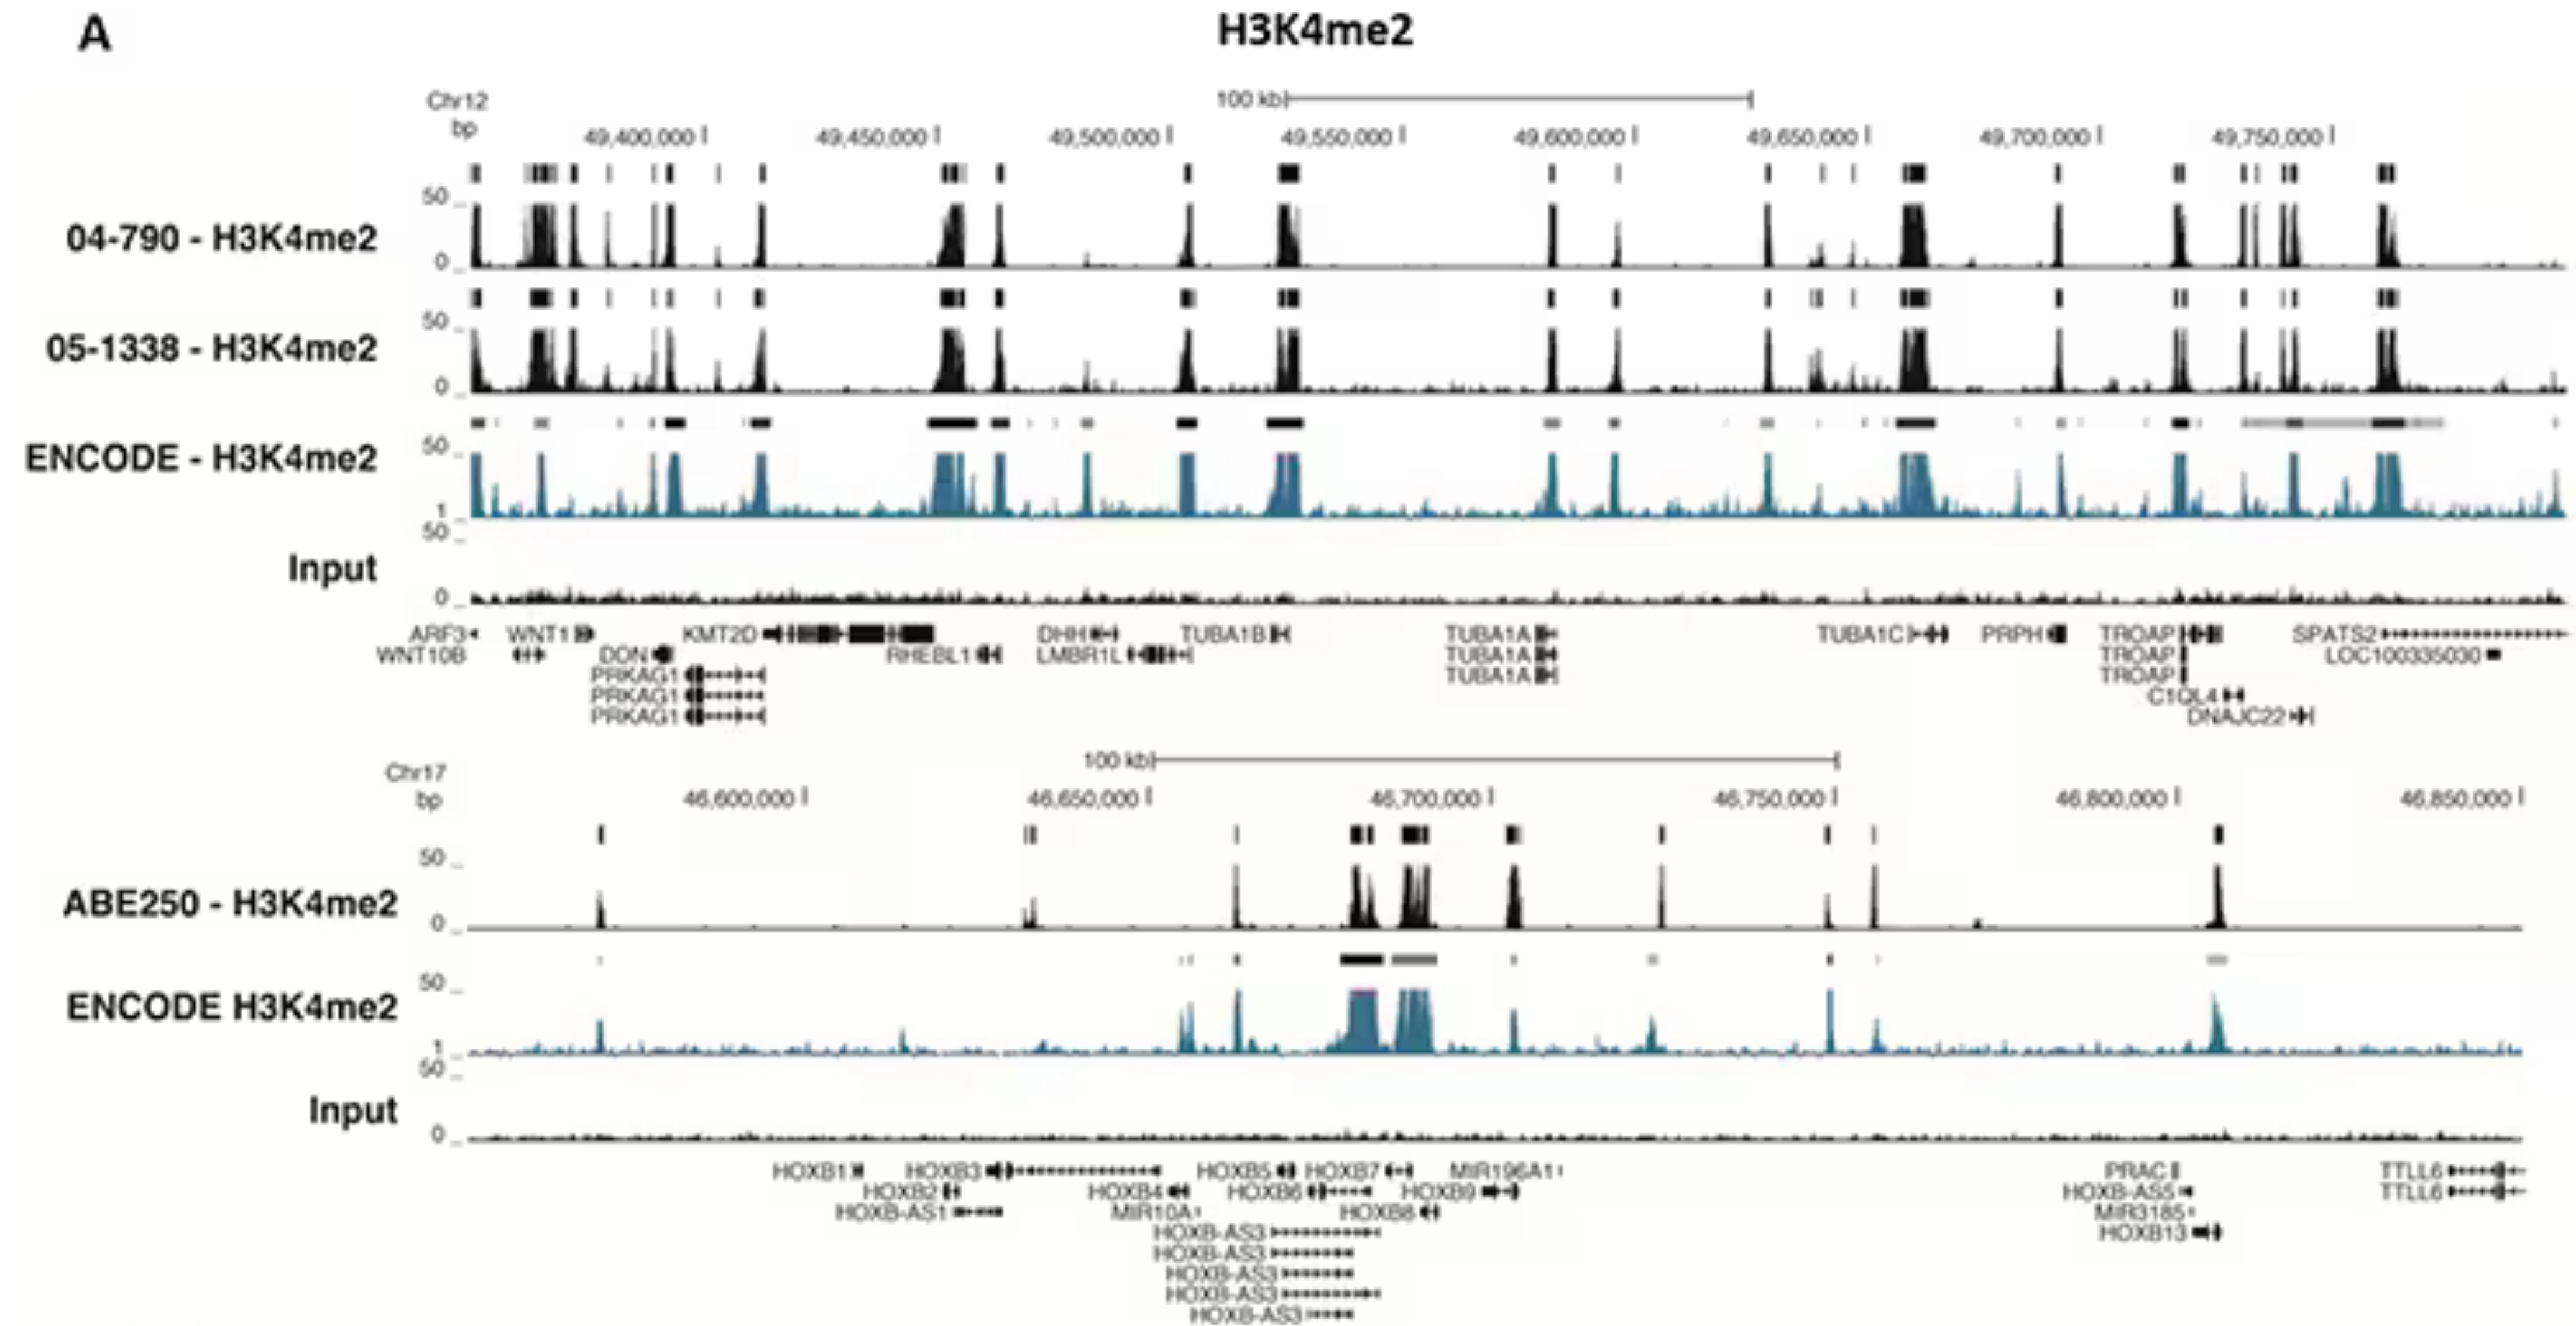 A
H3K4me2
Chr12
100 kb
bp
49,400,000 49,450,000 49,500,000 49,550,000 49,600,000 49,650,000 49,700,000 49,750,000
50
04-790 - H3K4me2
0
50
05-1338 - H3K4me2
0
50
ENCODE - H3K4me2
1
50
Input
0
ARF3 WNT1 KMT2D DHH TUBA1B TUBA1A TUBA1C PRPH TROAP SPATS2
WNT10B DON RHEBL1 LMBR1L TUBA1A TROAP LOC100335030
PRKAG1 TUBA1A TROAP
PRKAG1 C1QL4
PRKAG1 DNAJC22
100 kb
Chr17
bp
46,600,000 46,650,000 46,700,000 46,750,000 46,800,000 46,850,000
50
ABE250 - H3K4me2
0
50
ENCODE H3K4me2
1
50
Input
0
HOXB1 HOXB3 HOXB5 HOXB7 MIR196A1 PRAC TTLL6
HOXB2 HOXB4 HOXB6 HOXB9 HOXB-AS5 TTLL6
HOXB-AS1 MIR10A HOXB8 MIR3185
HOXB-AS3 HOXB13
HOXB-AS3
HOXB-AS3
HOXB-AS3
HOXB-AS3